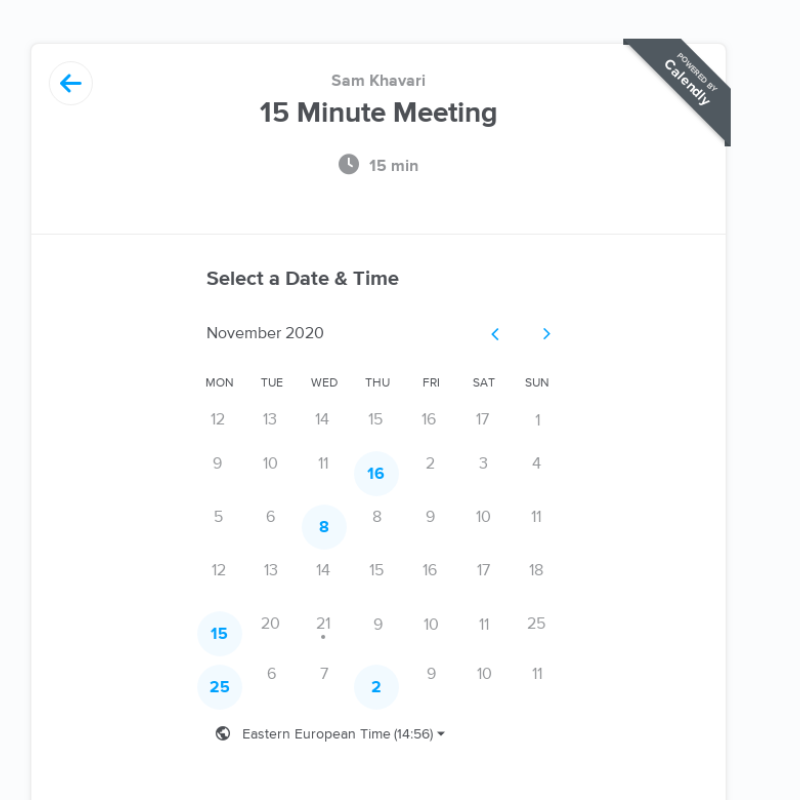 POWERED BY
Calendly
Sam Khavari
15 Minute Meeting
15 min
Select a Date & Time
November 2020
MON TUE WED THU FRI SAT SUN
12 13 14 15 16 17 1
9 10 11 16 2 3 4
5 6 8 8 9 10 11
12 13 14 15 16 17 18
15 20 21 9 10 11 25
25 6 7 2 9 10 11
Eastern European Time (14:56)